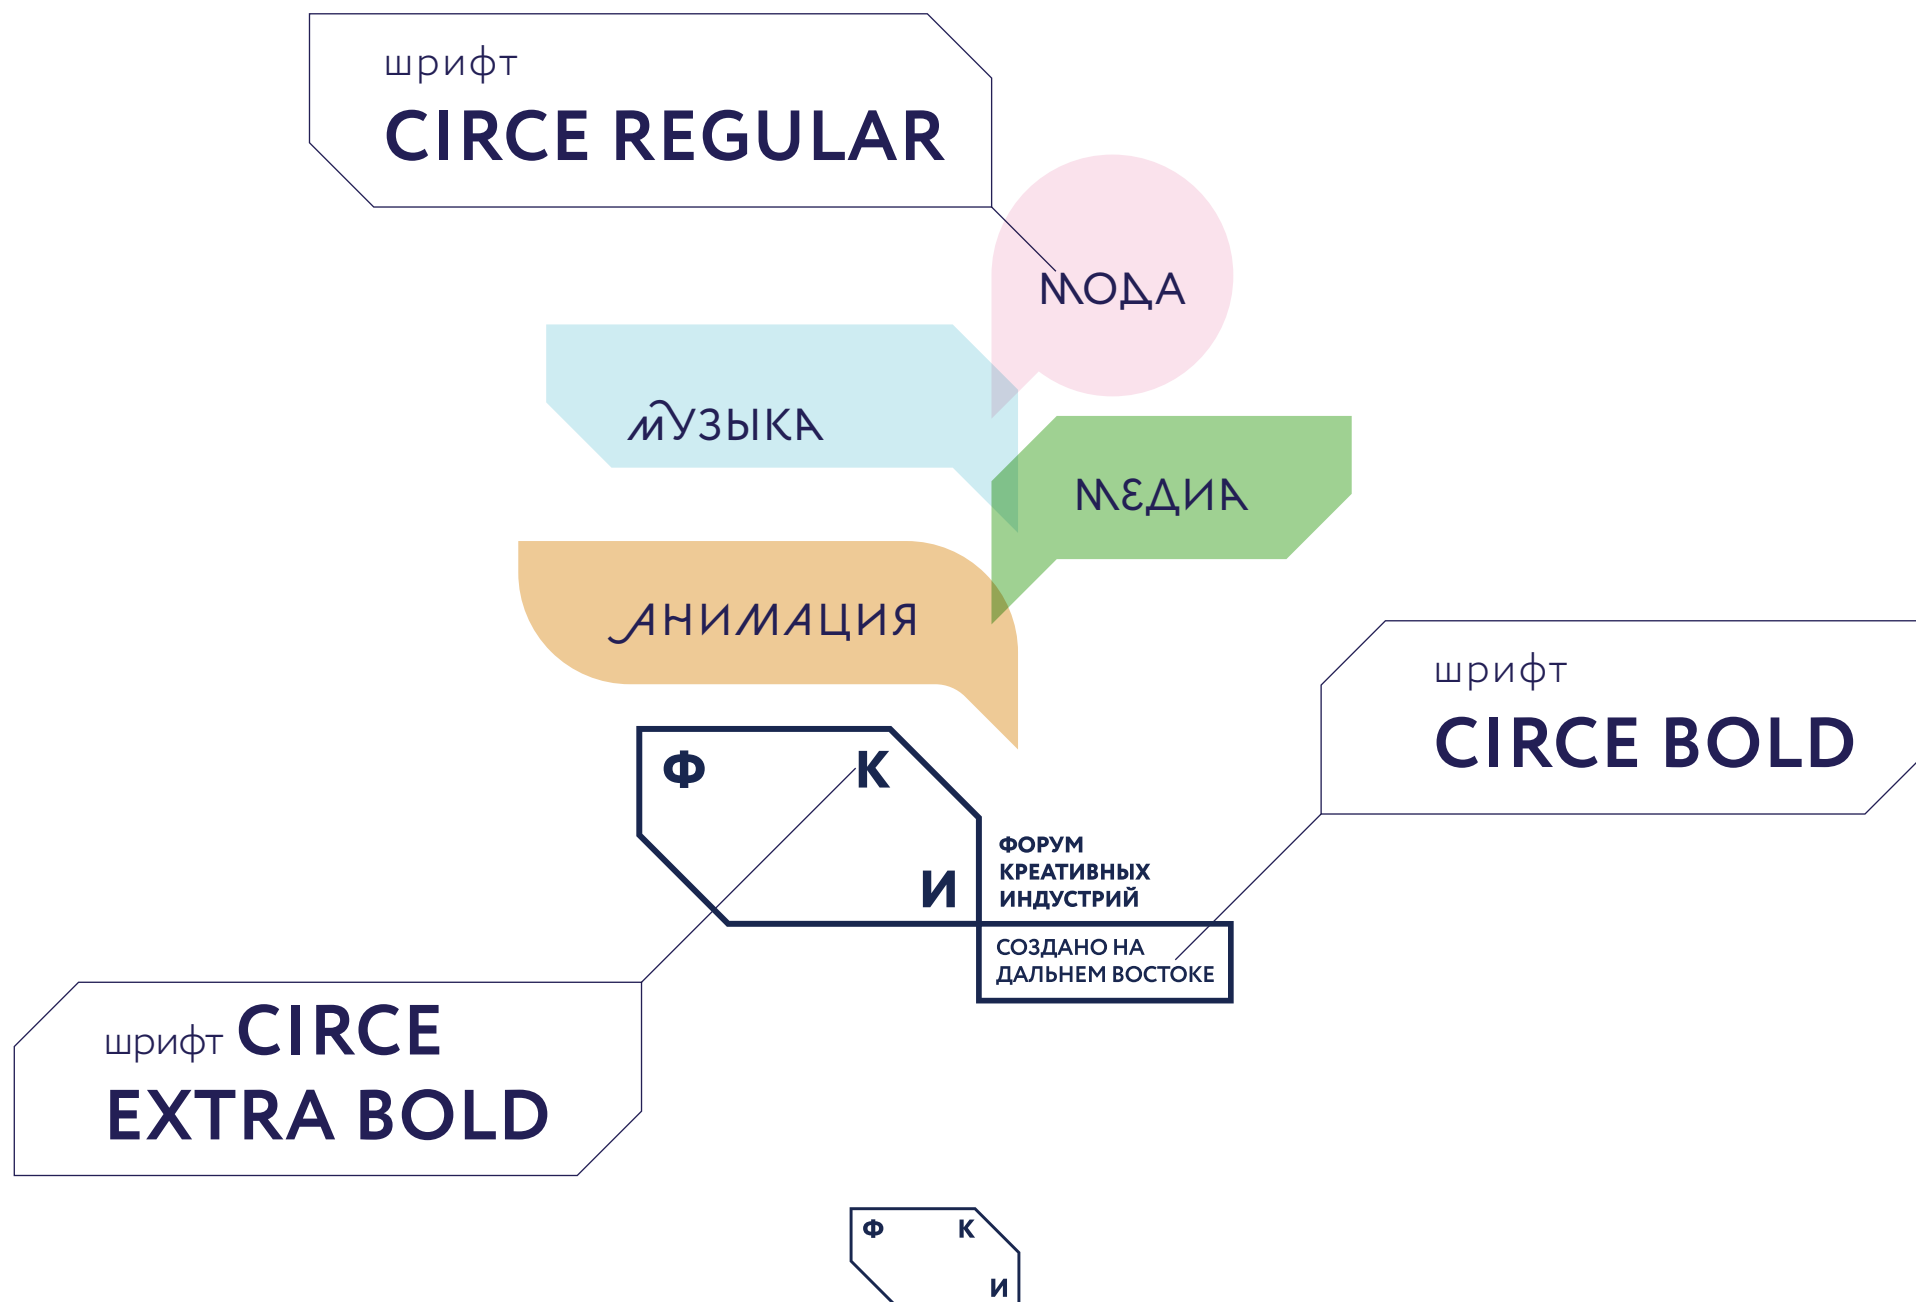 шрифт
CIRCE REGULAR
МОДА
МУЗЫКА
МЕДИА
АНИМАЦИЯ
шрифт
CIRCE BOLD
Ф К
И
ФОРУМ
КРЕАТИВНЫХ
ИНДУСТРИЙ
СОЗДАНО НА
ДАЛЬНЕМ ВОСТОКЕ
шрифт CIRCE
EXTRA BOLD
Ф К
И